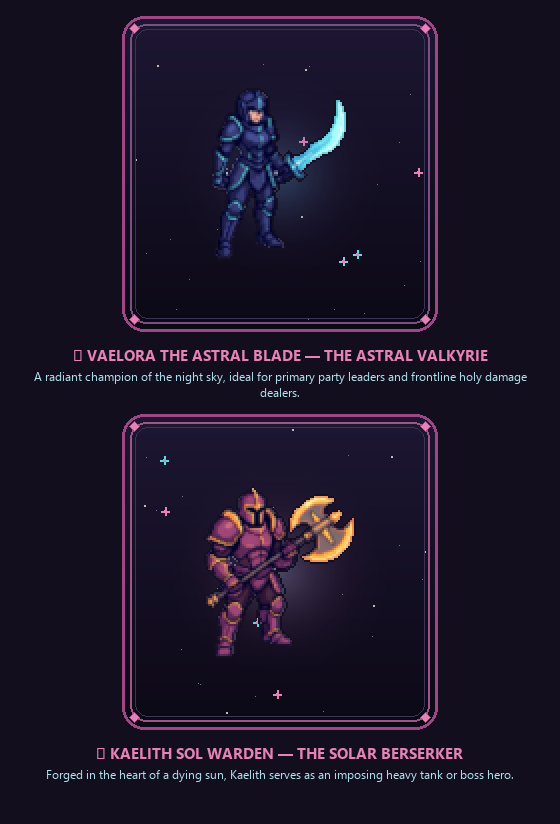 VAELORA THE ASTRAL BLADE — THE ASTRAL VALKYRIE
A radiant champion of the night sky, ideal for primary party leaders and frontline holy damage
dealers.
KAELITH SOL WARDEN — THE SOLAR BERSERKER
Forged in the heart of a dying sun, Kaelith serves as an imposing heavy tank or boss hero.